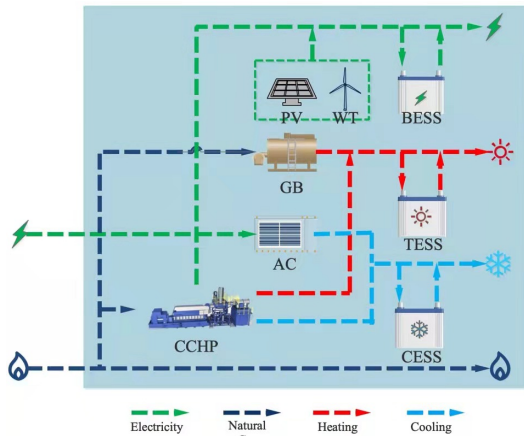 PV WT
BESS
GB
TESS
AC
CESS
CCHP
Electricity Natural Heating Cooling